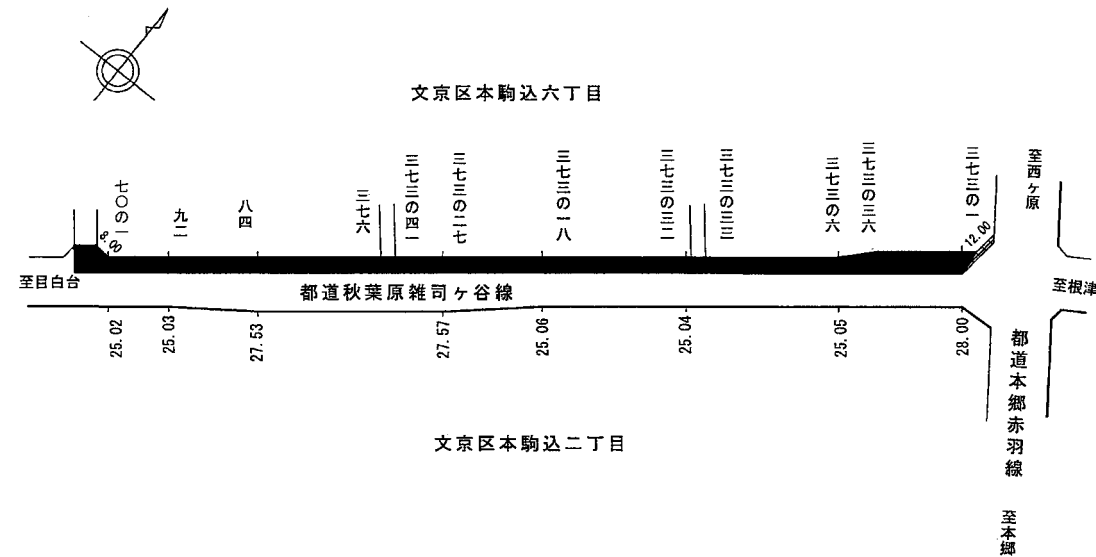 文京区本駒込六丁目
七〇の一
九二
八四
三七六
三七三の四一
三七三の二七
三七三の一八
三七三の三二
三七三の三三
三七三の六
三七三の三六
三七三の一
至西ヶ原
8.00
12.00
至目白台
都道秋葉原雑司ヶ谷線
至根津
25.02
25.03
27.53
27.57
25.06
25.04
25.05
28.00
都道本郷赤羽線
文京区本駒込二丁目
至本郷